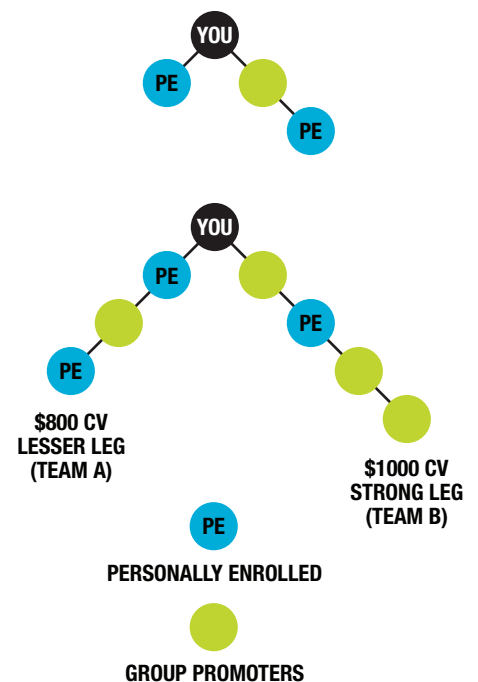 YOU
PE
PE
YOU
PE
PE
PE
$800 CV
LESSER LEG
(TEAM A)
$1000 CV
STRONG LEG
(TEAM B)
PE
PERSONALLY ENROLLED
GROUP PROMOTERS